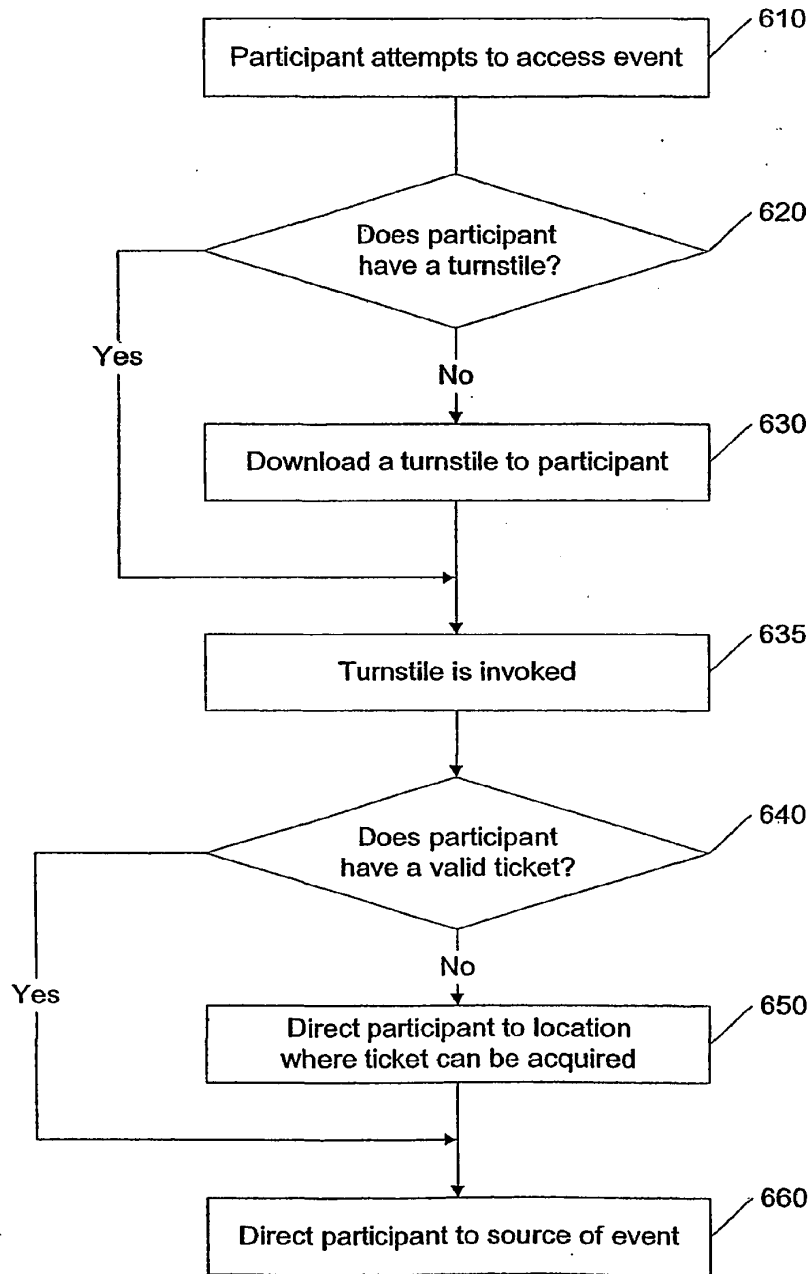 610
Participant attempts to access event
620
Does participant
have a turnstile?
Yes
No
630
Download a turnstile to participant
635
Turnstile is invoked
640
Does participant
have a valid ticket?
No
Yes
650
Direct participant to location
where ticket can be acquired
660
Direct participant to source of event